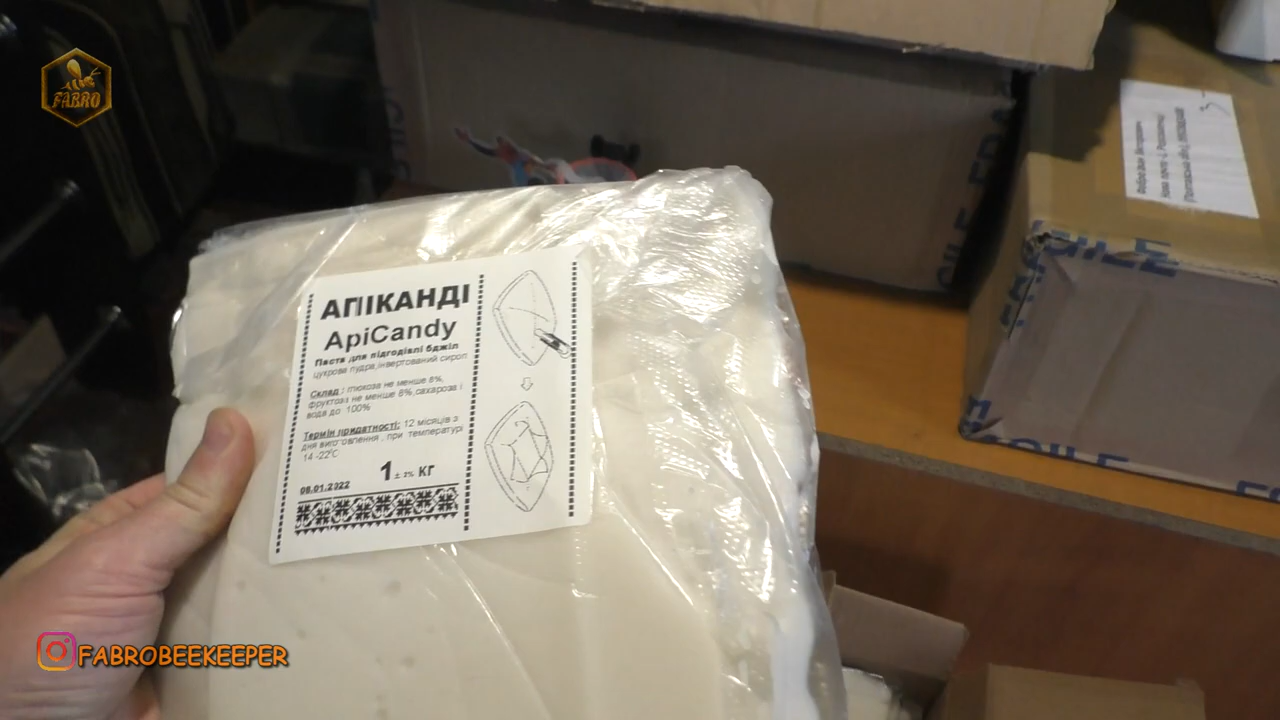 FABRO
АПІКАНДІ
ApiCandy
Паста для підгодівлі бджіл
цукрова пудра,інвертований сироп
Склад : глюкоза не менше 8%,
фруктоза не менше 8%,сахароза і
вода до 100%
Термін придатності: 12 місяців з
дня виготовлення , при температурі
14 -22°С
1± 2% КГ
08.01.2022
FRAGILE
FRAGILE
FABROBEEKEEPER